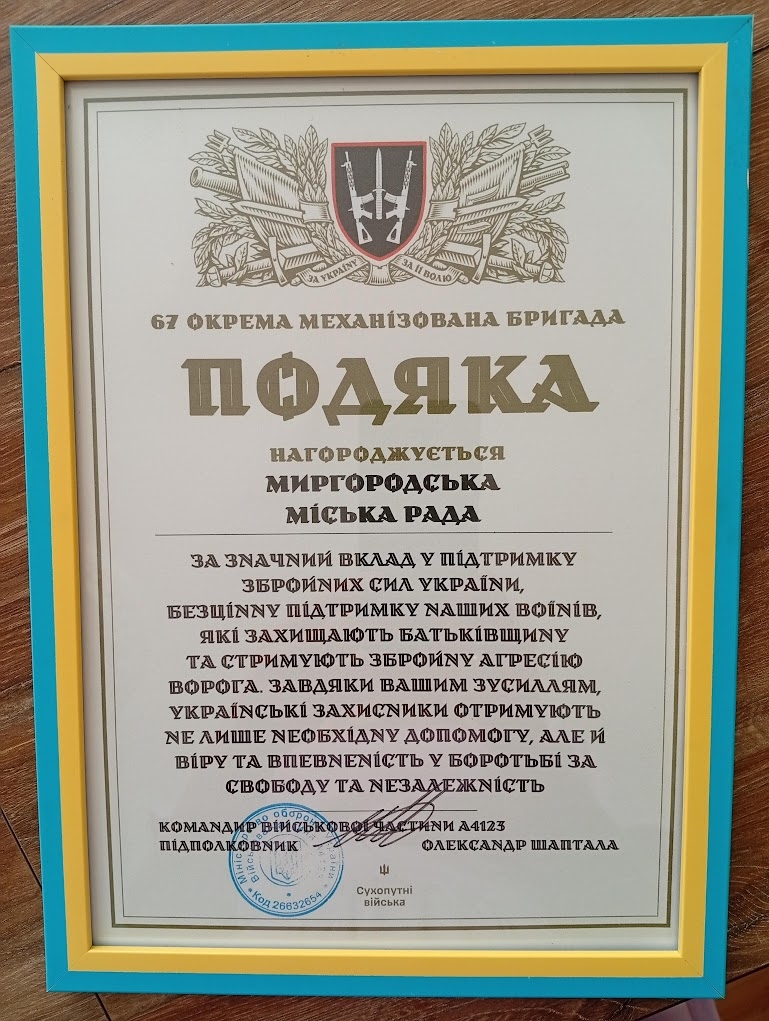 ЗА УКРАЇНУ
ЗА ЇЇ ВОЛЮ
67 ОКРЕМА МЕХАНІЗОВАНА БРИГАДА
ПОДЯКА
НАГОРОДЖУЄТЬСЯ
МИРГОРОДСЬКА
МІСЬКА РАДА
ЗА ЗНАЧНИЙ ВКЛАД У ПІДТРИМКУ
ЗБРОЙНИХ СИЛ УКРАЇНИ,
БЕЗЦІННУ ПІДТРИМКУ НАШИХ ВОЇНІВ,
ЯКІ ЗАХИЩАЮТЬ БАТЬКІВЩИНУ
ТА СТРИМУЮТЬ ЗБРОЙНУ АГРЕСІЮ
ВОРОГА. ЗАВДЯКИ ВАШИМ ЗУСИЛЛЯМ,
УКРАЇНСЬКІ ЗАХИСНИКИ ОТРИМУЮТЬ
НЕ ЛИШЕ НЕОБХІДНУ ДОПОМОГУ, АЛЕ Й
ВІРУ ТА ВПЕВНЕНІСТЬ У БОРОТЬБІ ЗА
СВОБОДУ ТА НЕЗАЛЕЖНІСТЬ
КОМАНДИР ВІЙСЬКОВОЇ ЧАСТИНИ А4123
ПІДПОЛКОВНИК ОЛЕКСАНДР ШАПТАЛА
Міністерство оборони України
Код 26632654
Сухопутні
війська